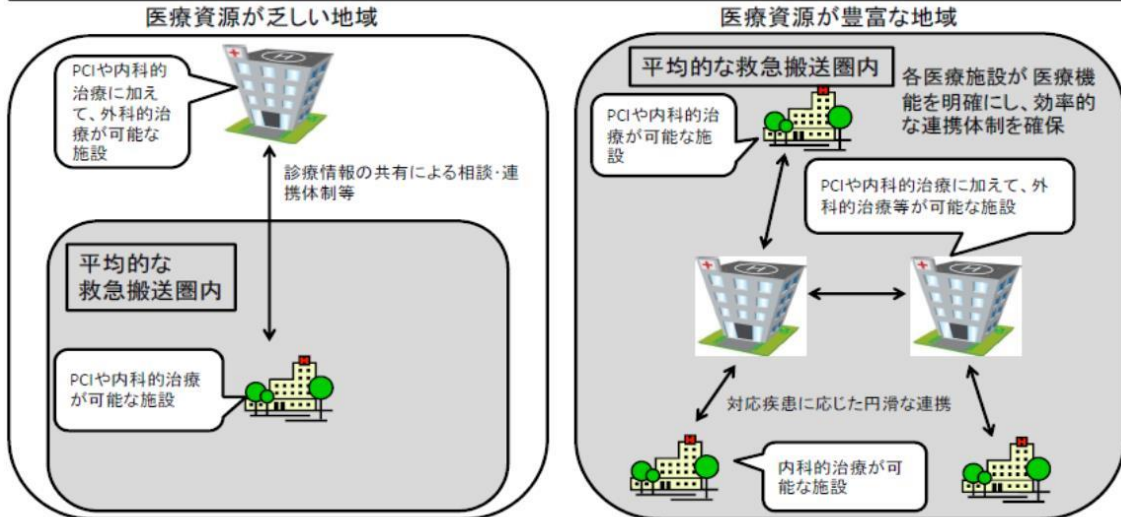 医療資源が乏しい地域
PCIや内科的
治療に加え
て、外科的治
療が可能な
施設
診療情報の共有による相談・連
携体制等
平均的な
救急搬送圏内
PCIや内科的治療
が可能な施設
医療資源が豊富な地域
平均的な救急搬送圏内
各医療施設が 医療機
能を明確にし、効率的
な連携体制を確保
PCIや内科的治
療が可能な施
設
PCIや内科的治療に加えて、外
科的治療等が可能な施設
対応疾患に応じた円滑な連携
内科的治療が可
能な施設
H
H
H
H
H
H
H